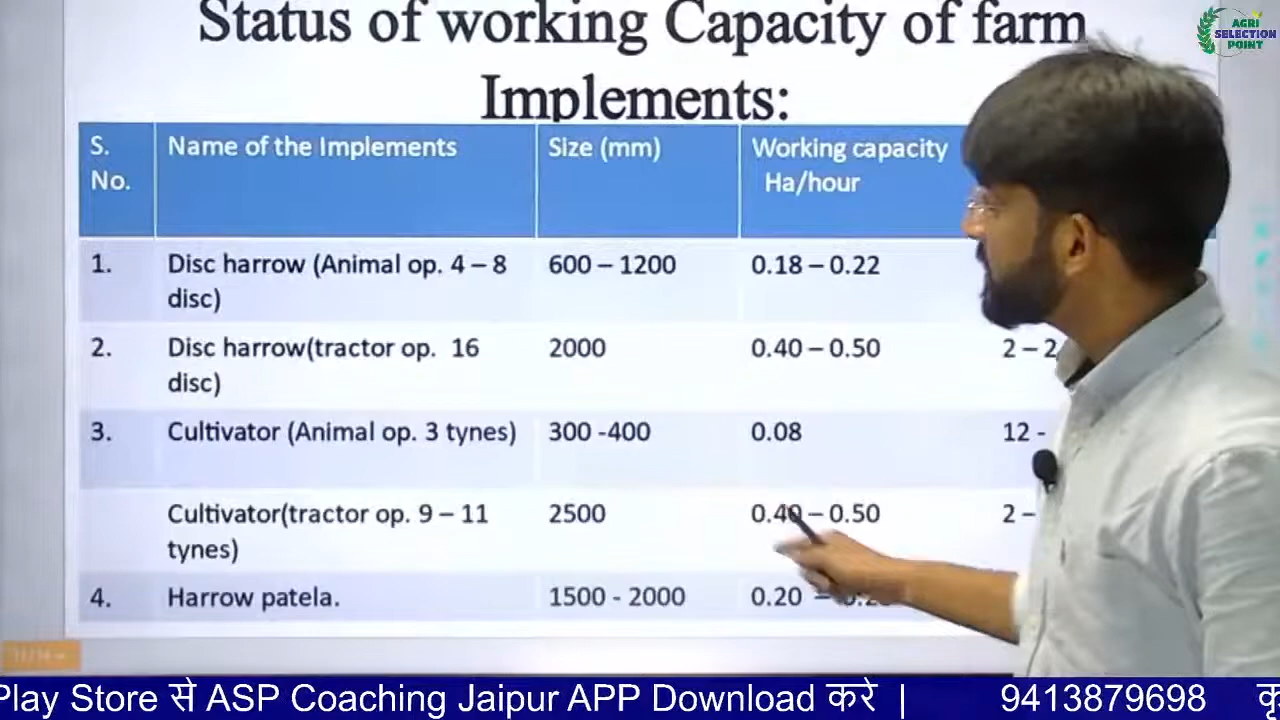 Status of working Capacity of farm
Implements:
AGRI
SELECTION
POINT
S. No. Name of the Implements Size (mm) Working capacity Ha/hour
1. Disc harrow (Animal op. 4 – 8 disc) 600 – 1200 0.18 – 0.22
2. Disc harrow(tractor op. 16 disc) 2000 0.40 – 0.50 2 – 2
3. Cultivator (Animal op. 3 tynes) 300 -400 0.08 12 -
Cultivator(tractor op. 9 – 11 tynes) 2500 0.40 – 0.50 2 –
4. Harrow patela. 1500 - 2000 0.20 –
Play Store से ASP Coaching Jaipur APP Download करे | 9413879698